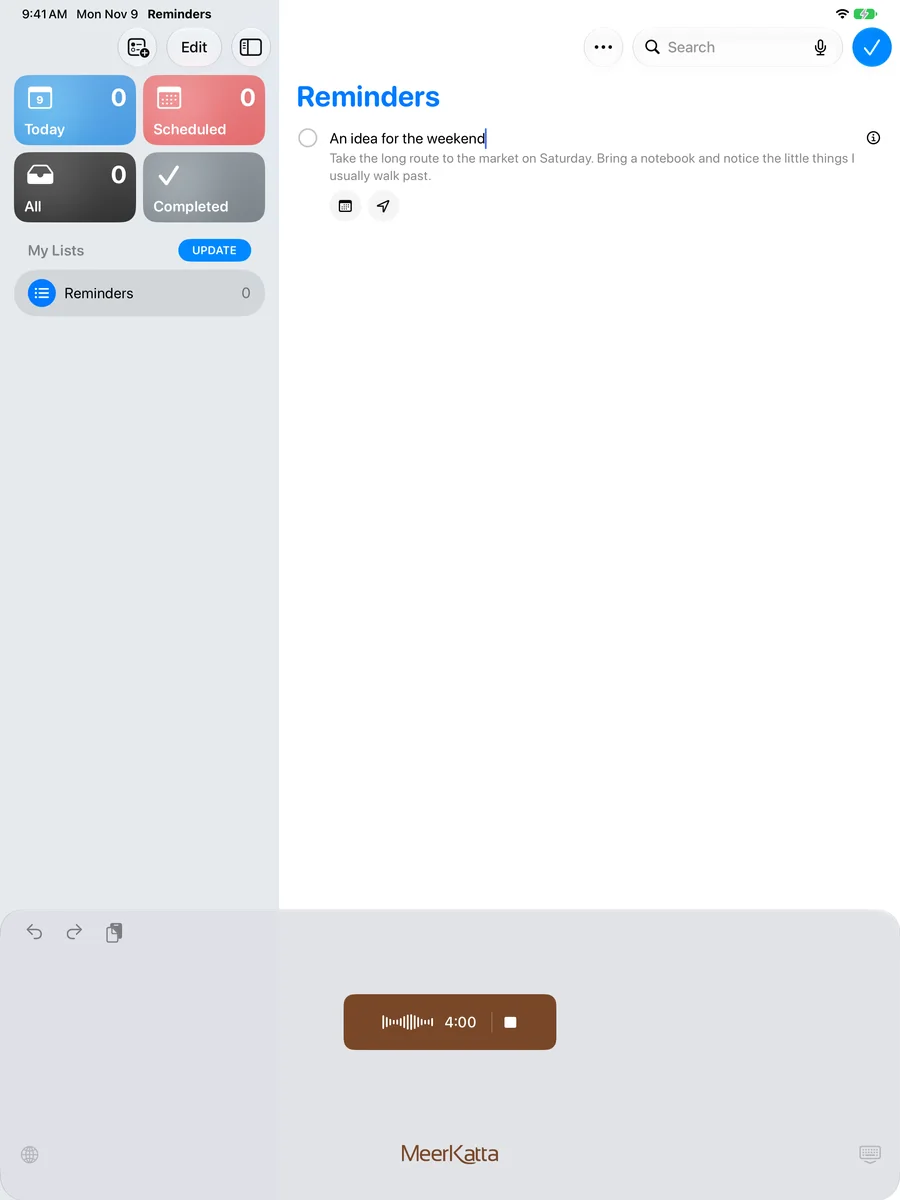 9:41 AM Mon Nov 9 Reminders
Edit
Search
9
0
Today
0
Scheduled
0
All
Completed
My Lists
UPDATE
Reminders
0
Reminders
An idea for the weekend
Take the long route to the market on Saturday. Bring a notebook and notice the little things I
usually walk past.
4:00
MeerKatta